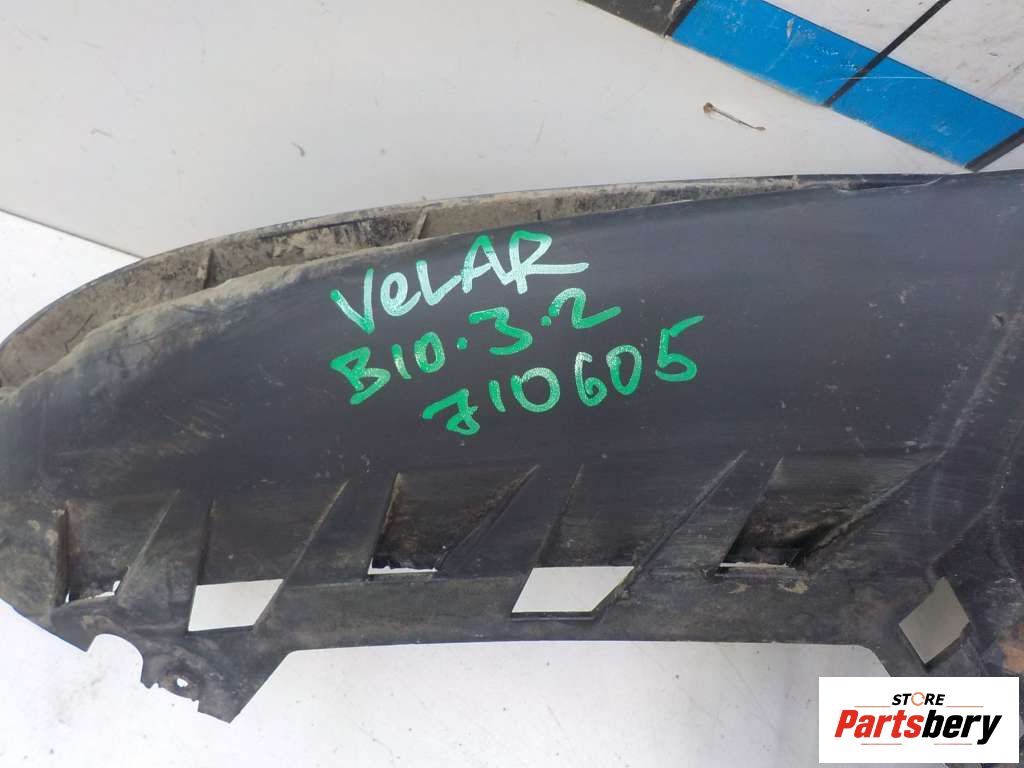 VeLAR
B10.3.2
710605
STORE
Partsbery